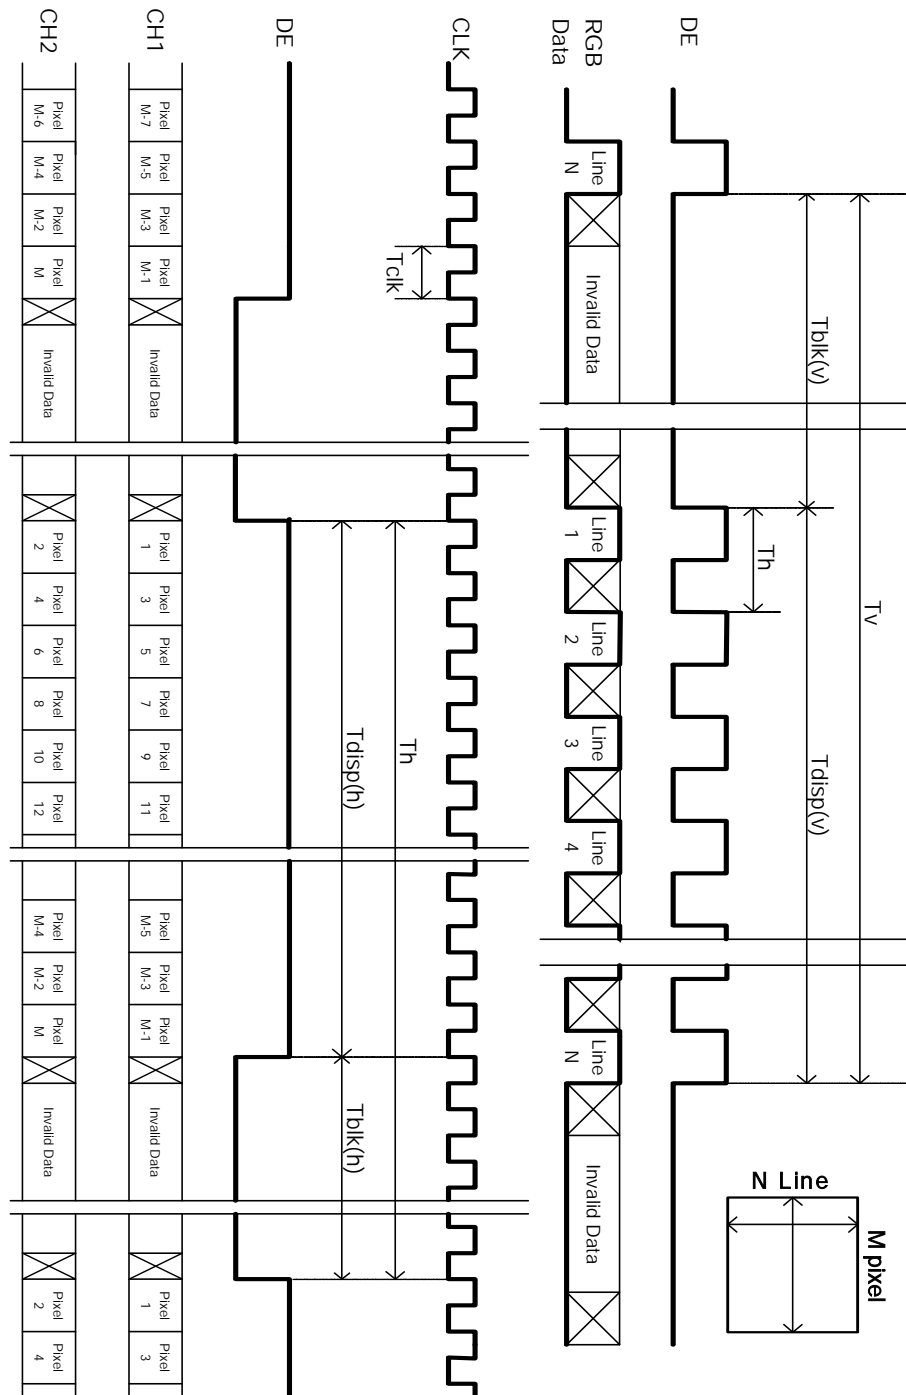 Tv
Tblk(v)
Tdisp(v)
Th
DE
RGB
Data
Line
N
Invalid Data
Line
1
Line
2
Line
3
Line
4
Line
N
Invalid Data
M pixel
N Line
CLK
Tclk
Th
Tdisp(h)
Tblk(h)
DE
CH1
Pixel
M-7
Pixel
M-5
Pixel
M-3
Pixel
M-1
Invalid Data
Pixel
1
Pixel
3
Pixel
5
Pixel
7
Pixel
9
Pixel
11
Pixel
M-5
Pixel
M-3
Pixel
M-1
Invalid Data
Pixel
1
Pixel
3
CH2
Pixel
M-6
Pixel
M-4
Pixel
M-2
Pixel
M
Invalid Data
Pixel
2
Pixel
4
Pixel
6
Pixel
8
Pixel
10
Pixel
12
Pixel
M-4
Pixel
M-2
Pixel
M
Invalid Data
Pixel
2
Pixel
4